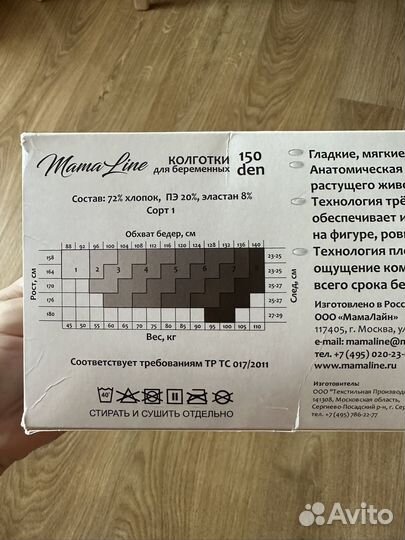 Mama Line
КОЛГОТКИ
для беременных
150
den
Состав: 72% хлопок, ПЭ 20%, эластан 8%
Сорт 1
Обхват бедер, см
88 92 96 100 104 108 112 116 120 124 128 132 136 140
Рост, см
158
164
170
176
180
1 2 3 4 5 6 7 8
След, см
23-25
23-25
25-27
25-27
27-29
45 50 55 60 65 70 75 80 85 90 95 100 105 110
Вес, кг
Соответствует требованиям ТР ТС 017/2011
40
СТИРАТЬ И СУШИТЬ ОТДЕЛЬНО
Гладкие, мягкие
Анатомическая
растущего живо
Технология трё
обеспечивает и
на фигуре, ровн
Технология пло
ощущение ком
всего срока бе
Изготовлено в Росс
ООО «МамаЛайн»
117405, г. Москва, ул
e-mail: mamaline@m
тел. +7 (495) 020-23-
www.mamaline.ru
Изготовитель:
ООО "Текстильная Производс
141308, Московская область,
Сергиево-Посадский р-н, г. Серги
тел. +7 (495) 786-22-77
Avito